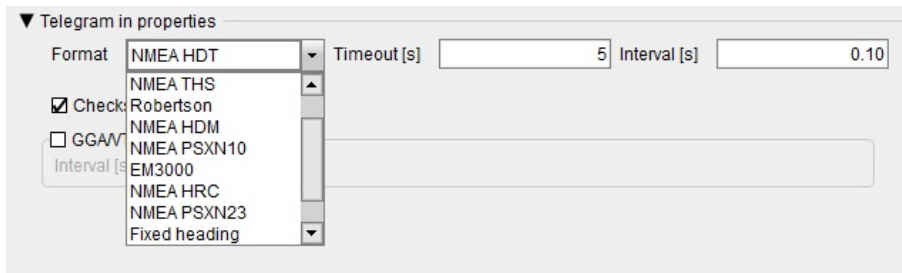 Telegram in properties
Format NMEA HDT Timeout [s] 5 Interval [s] 0.10
NMEA THS
Robertson
NMEA HDM
NMEA PSXN10
EM3000
NMEA HRC
NMEA PSXN23
Fixed heading
Checks
GGA/VT
Interval [s